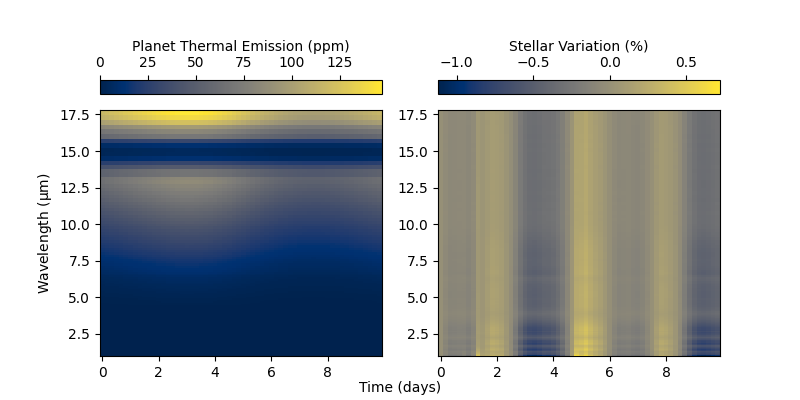 Planet Thermal Emission (ppm)
0 25 50 75 100 125
Stellar Variation (%)
−1.0 −0.5 0.0 0.5
Wavelength (μm)
17.5
15.0
12.5
10.0
7.5
5.0
2.5
0 2 4 6 8
17.5
15.0
12.5
10.0
7.5
5.0
2.5
0 2 4 6 8
Time (days)